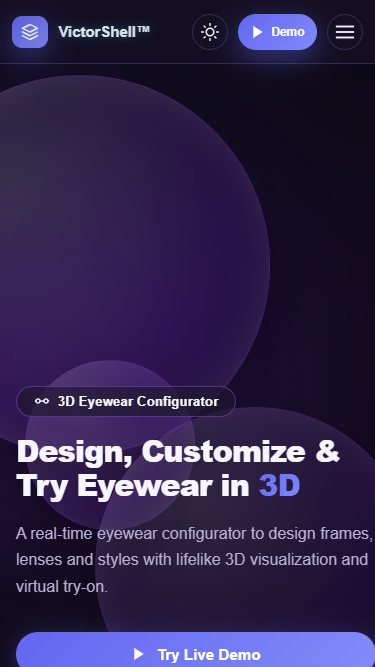 VictorShell™
Demo
3D Eyewear Configurator
Design, Customize &
Try Eyewear in 3D
A real-time eyewear configurator to design frames,
lenses and styles with lifelike 3D visualization and
virtual try-on.
Try Live Demo